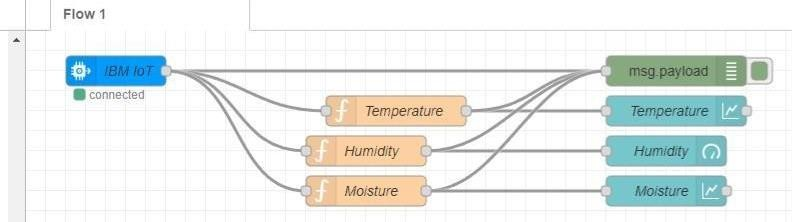 Flow 1
IBM IoT
msg.payload
connected
Temperature
Temperature
Humidity
Humidity
Moisture
Moisture